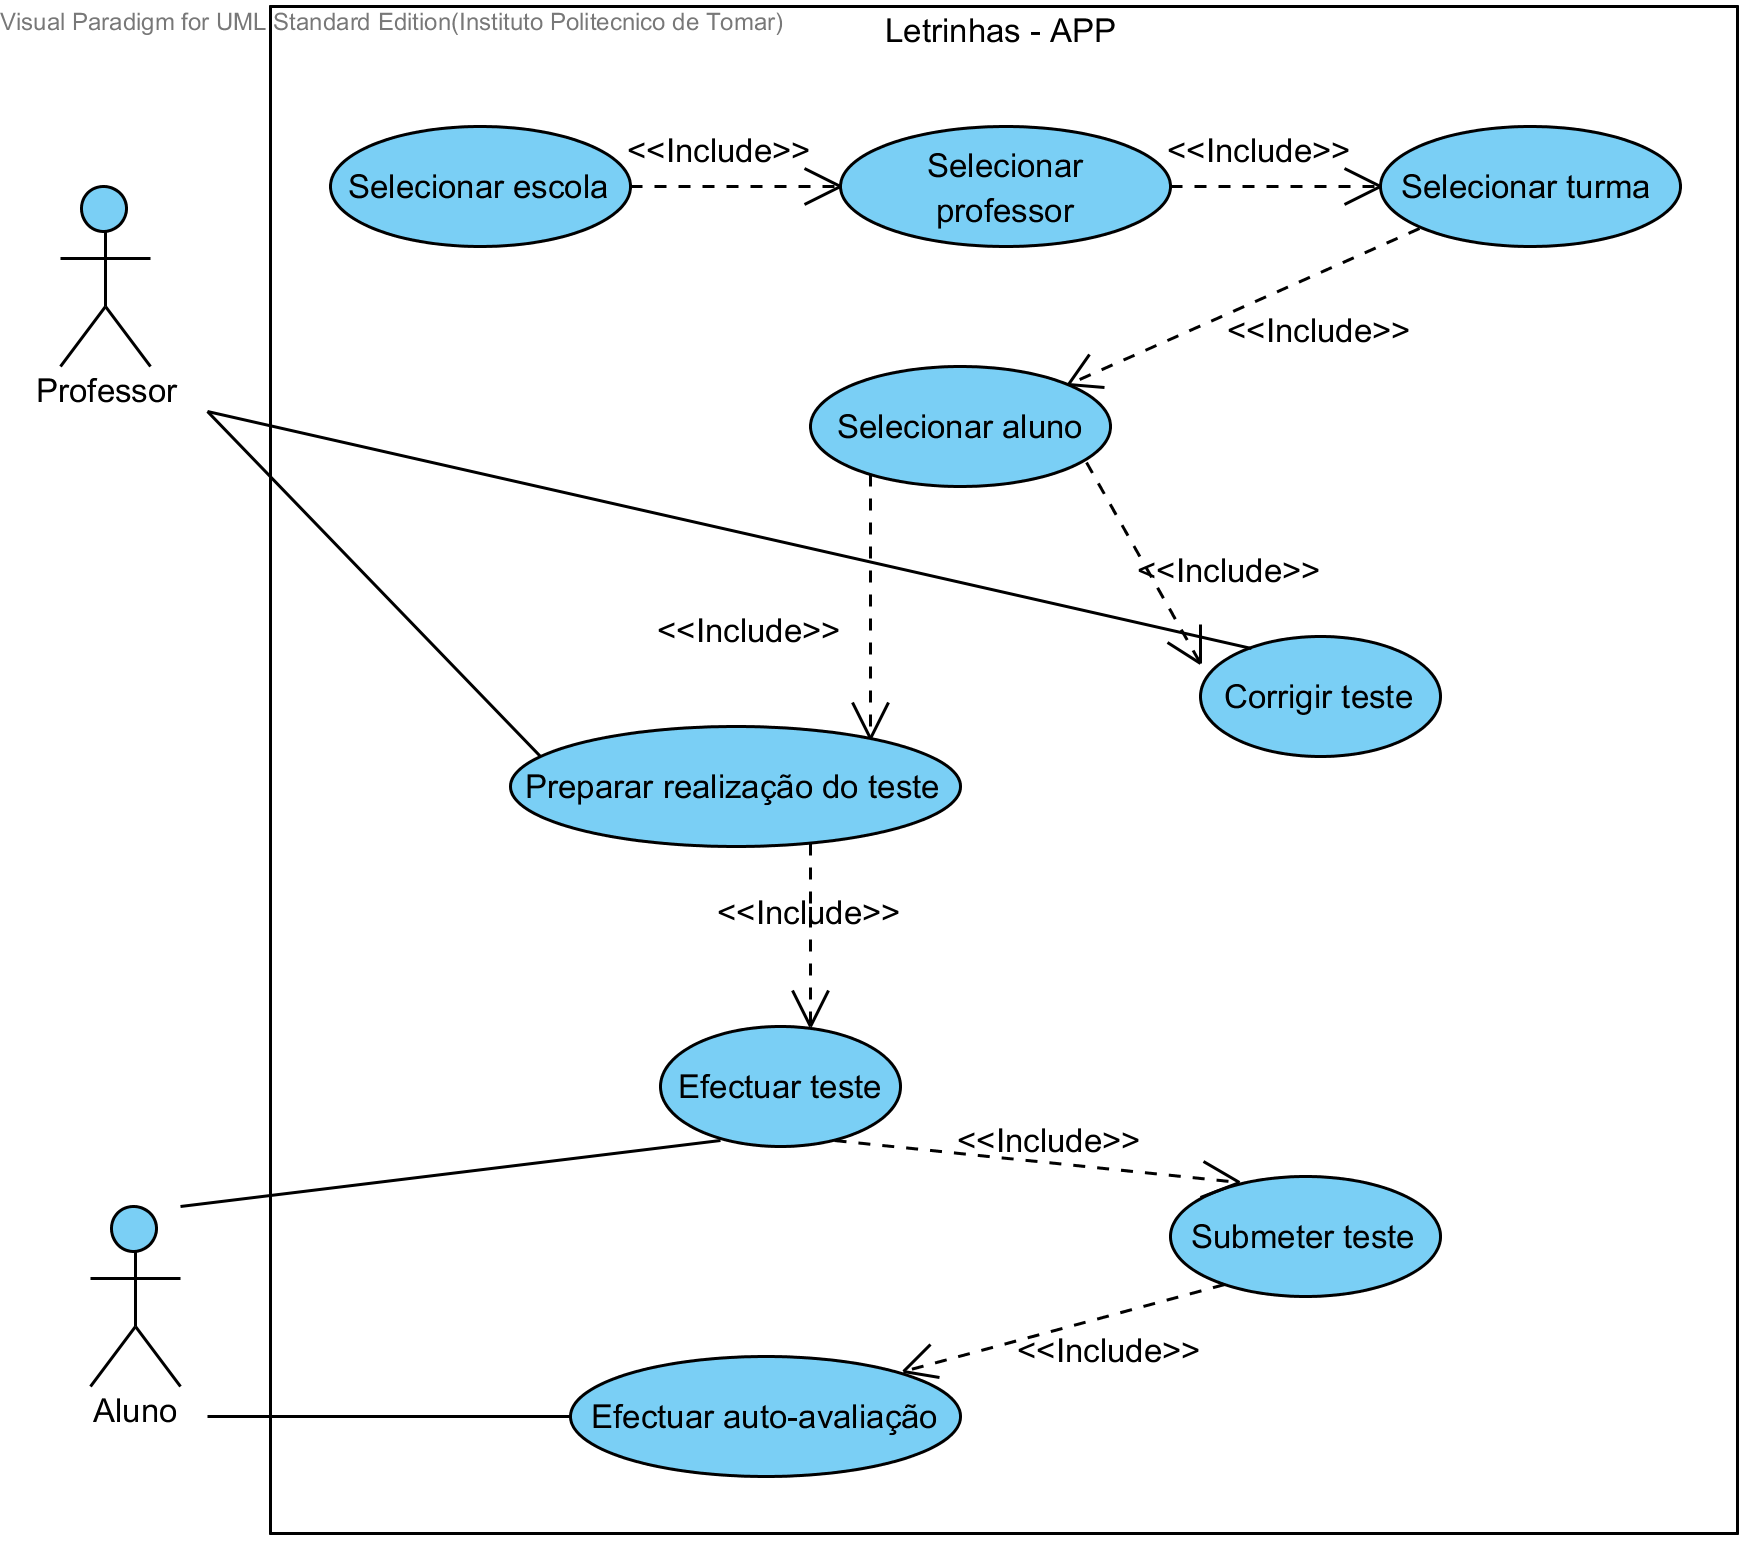 Visual Paradigm for UML Standard Edition(Instituto Politecnico de Tomar)
Letrinhas - APP
<<Include>>
<<Include>>
Selecionar escola
Selecionar
professor
Selecionar turma
<<Include>>
Professor
Selecionar aluno
<<Include>>
<<Include>>
Corrigir teste
Preparar realização do teste
<<Include>>
Efectuar teste
<<Include>>
Submeter teste
<<Include>>
Aluno
Efectuar auto-avaliação